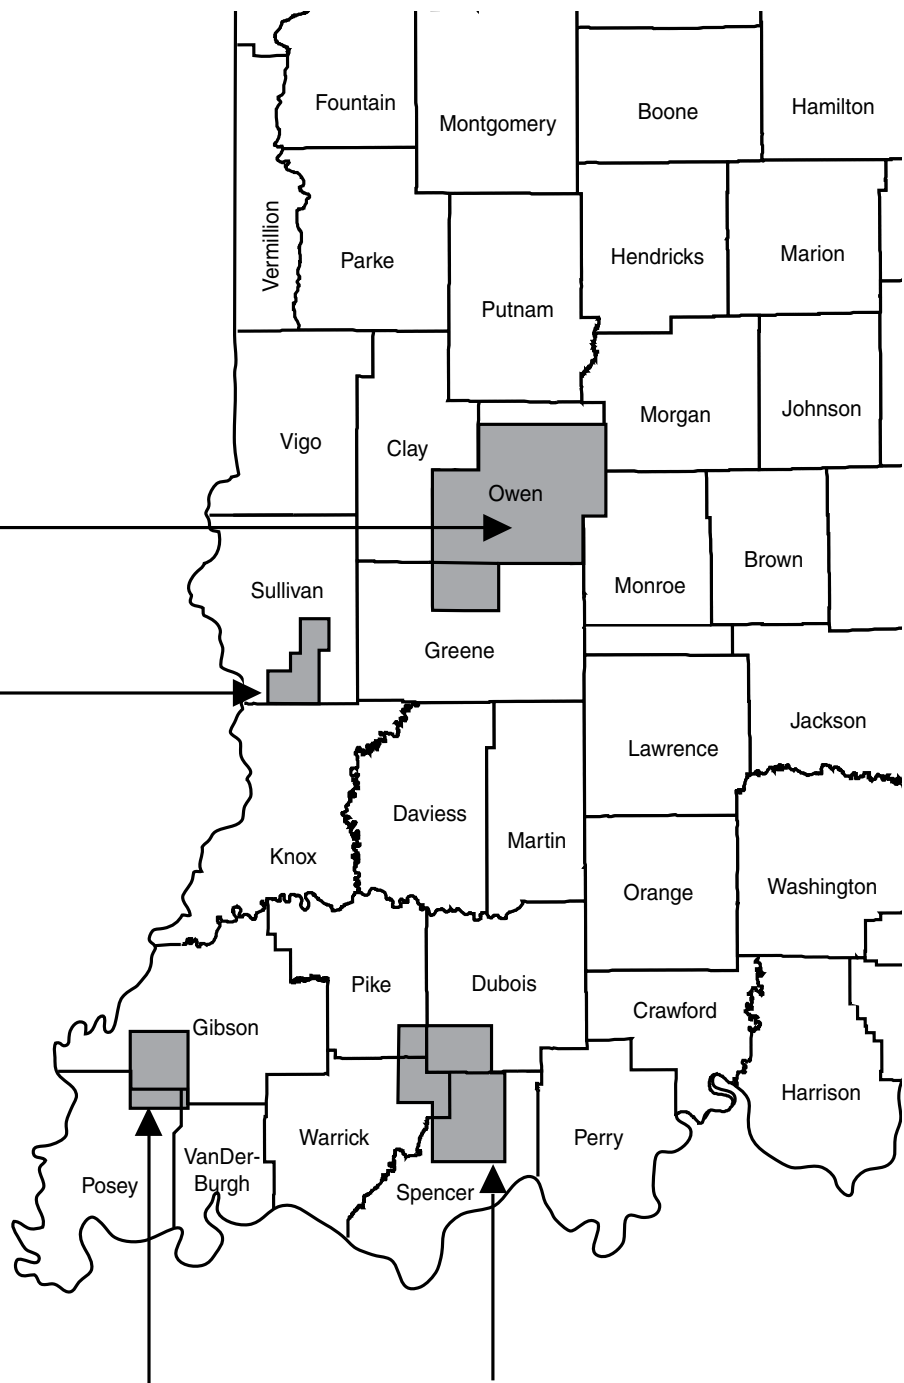 Fountain
Montgomery
Boone
Hamilton
Vermillion
Parke
Hendricks
Marion
Putnam
Morgan
Johnson
Vigo
Clay
Owen
Brown
Sullivan
Monroe
Greene
Jackson
Lawrence
Daviess
Martin
Knox
Orange
Washington
Pike
Dubois
Crawford
Gibson
Harrison
Warrick
Perry
VanDer-
Burgh
Posey
Spencer